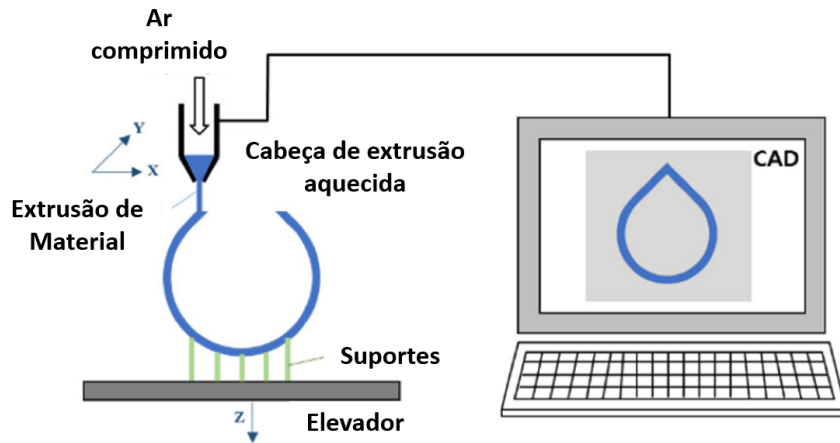 Ar
comprimido
Y
X
Cabeça de extrusão
aquecida
Extrusão de
Material
Suportes
Z
Elevador
CAD